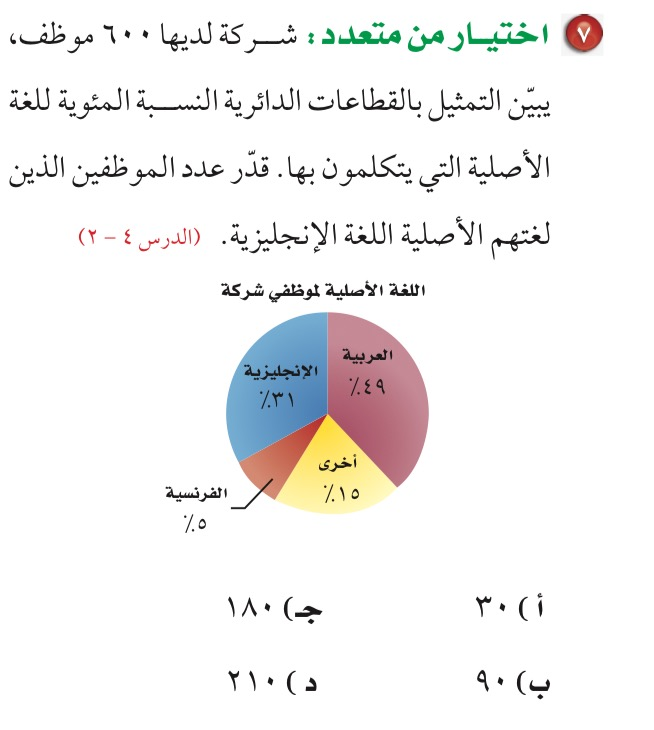 ٧ اختيار من متعدد: شركة لديها ٦٠٠ موظف،
يبيّن التمثيل بالقطاعات الدائرية النسبة المئوية للغة
الأصلية التي يتكلمون بها. قدّر عدد الموظفين الذين
لغتهم الأصلية اللغة الإنجليزية. (الدرس ٤ – ٢)
اللغة الأصلية لموظفي شركة
العربية
٤٩٪
الإنجليزية
٣١٪
أخرى
١٥٪
الفرنسية
٥٪
أ ) ٣٠ جـ) ١٨٠
ب) ٩٠ د ) ٢١٠